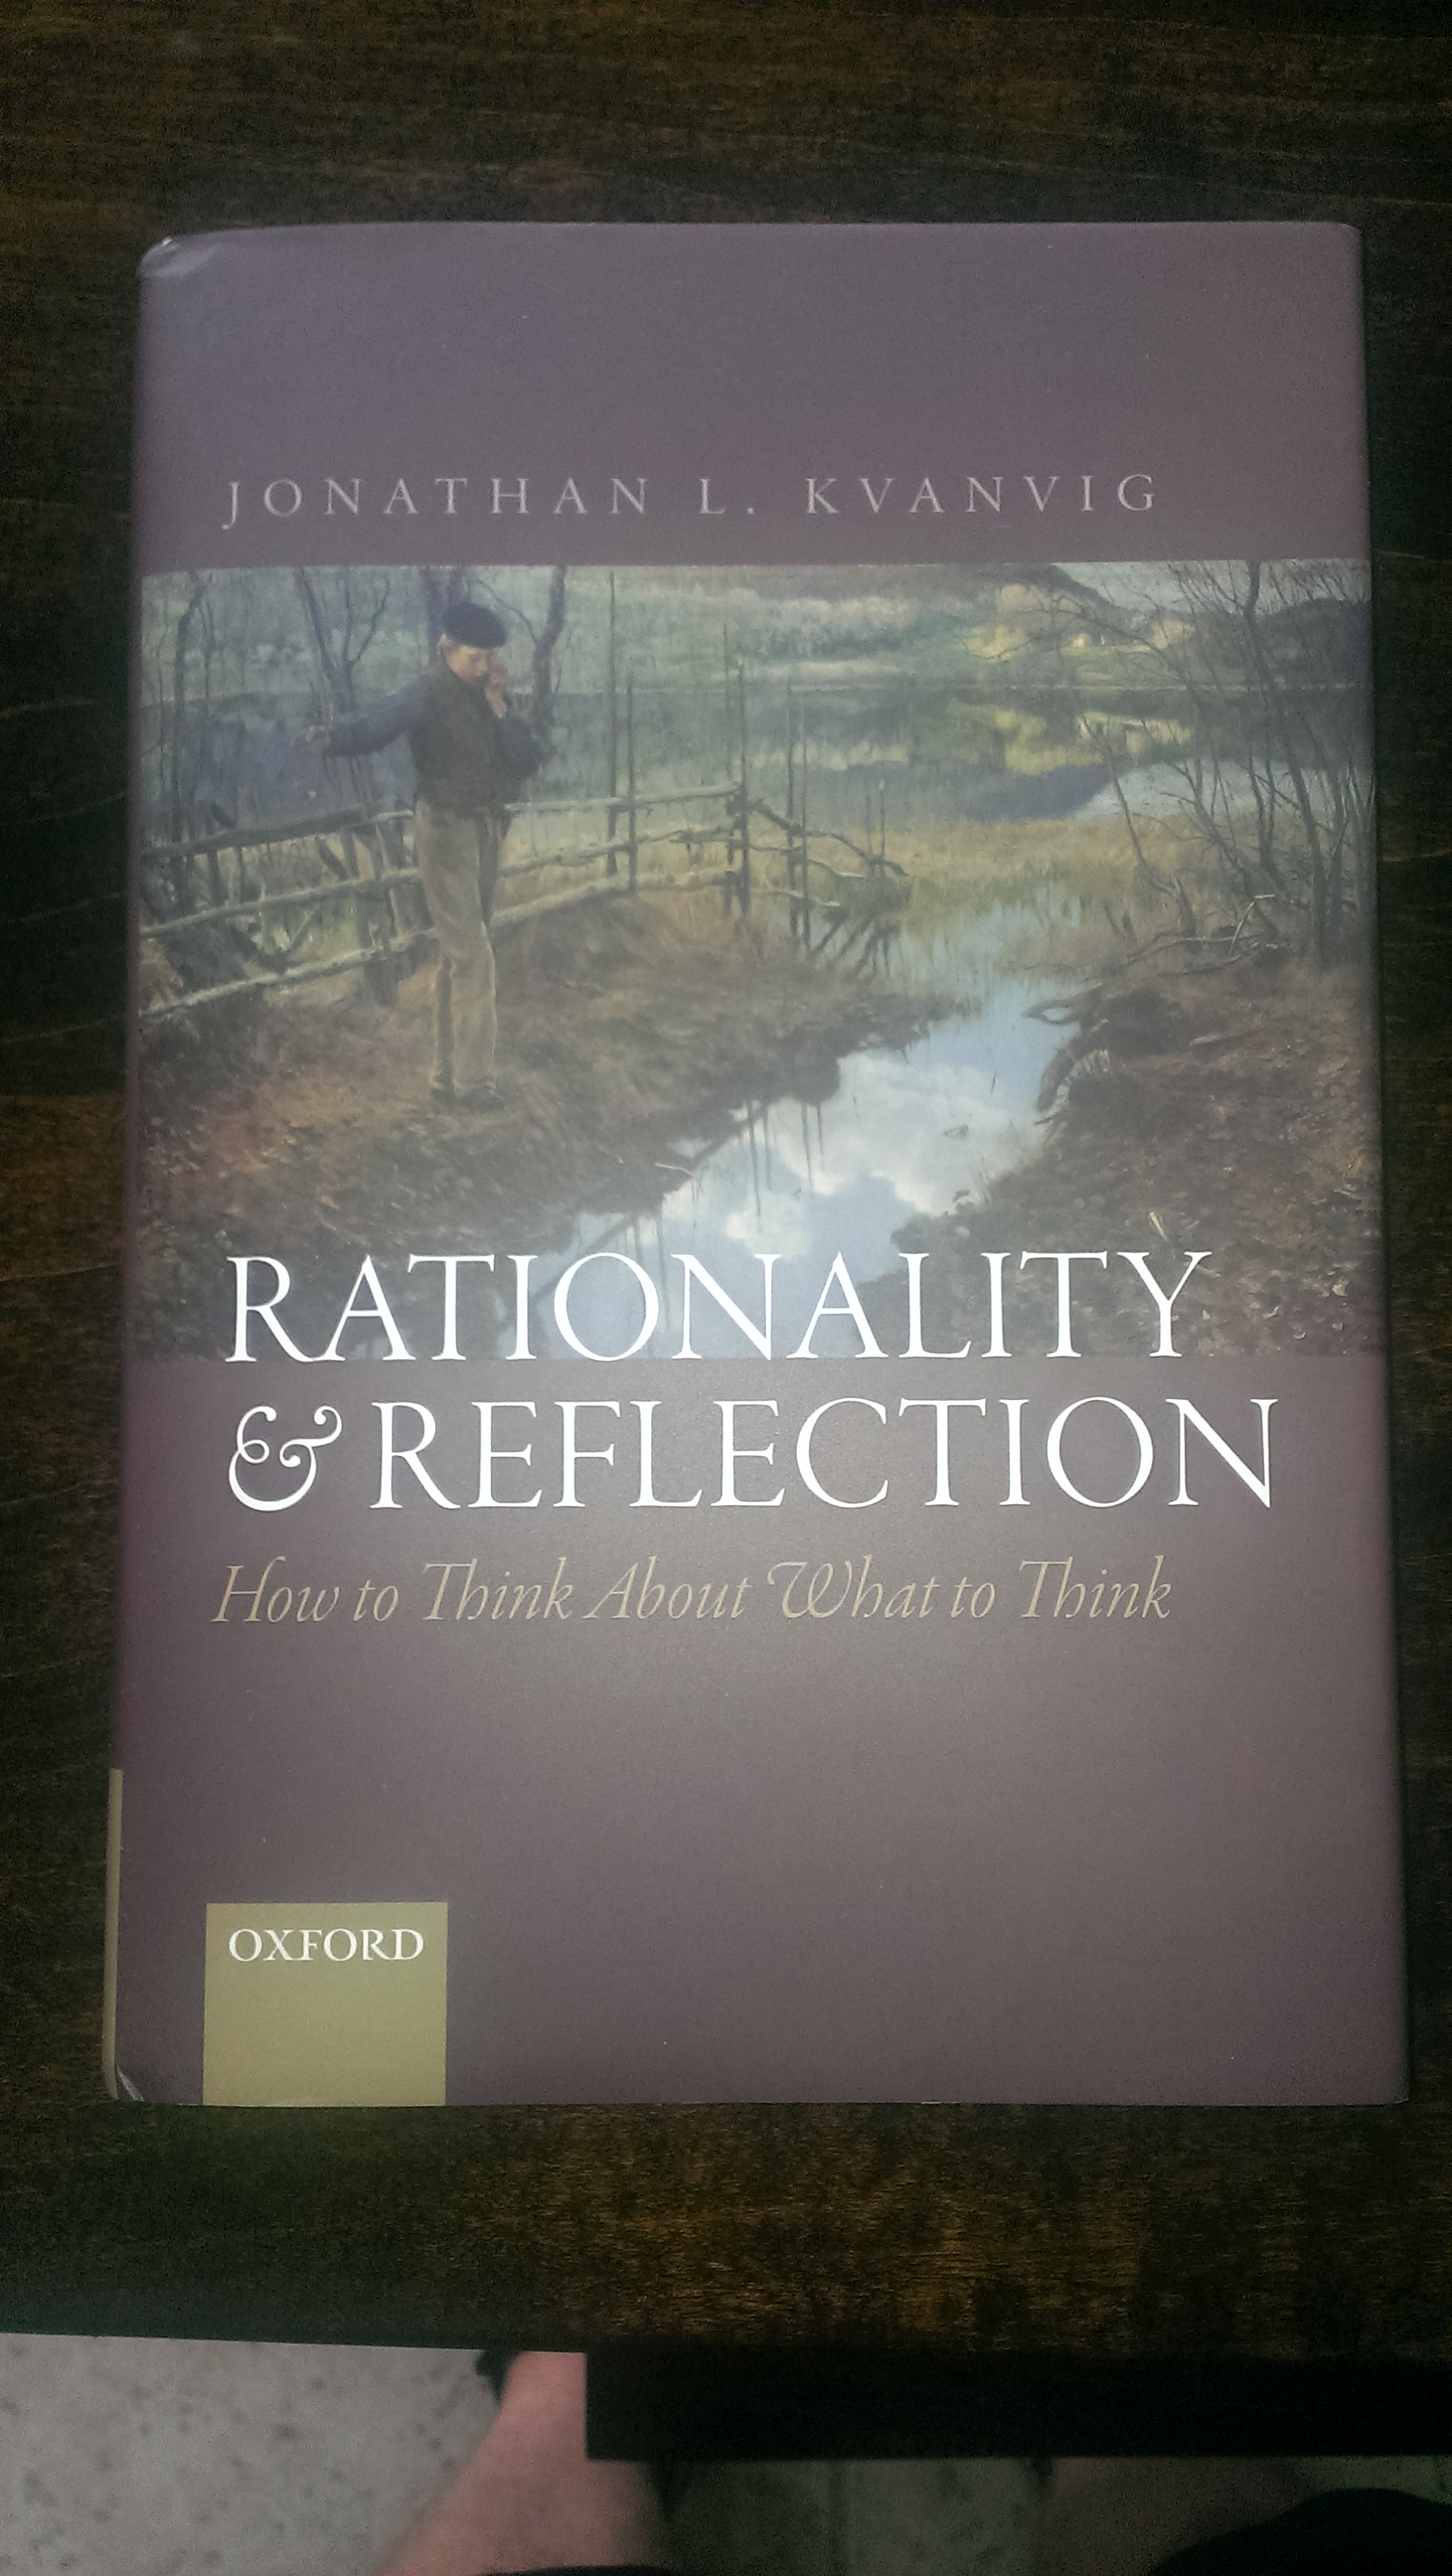 JONATHAN L. KVANVIG
RATIONALITY
& REFLECTION
How to Think About What to Think
OXFORD